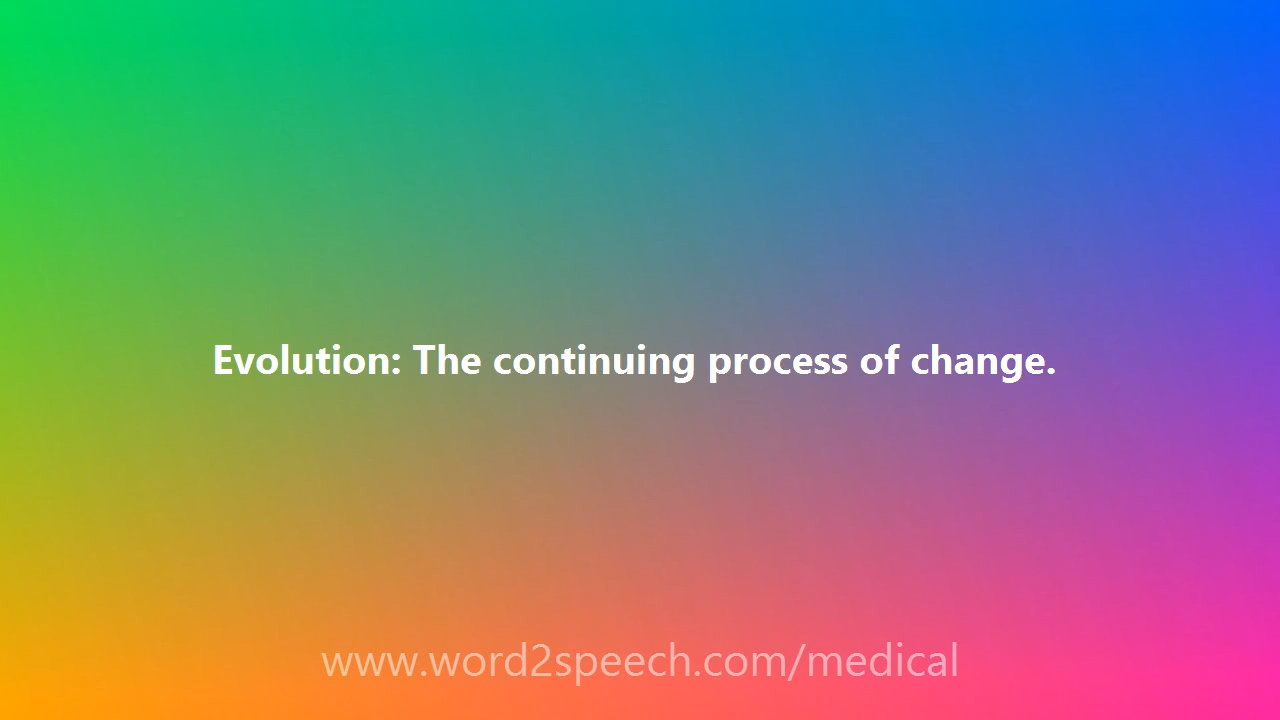 Evolution: The continuing process of change.
www.word2speech.com/medical